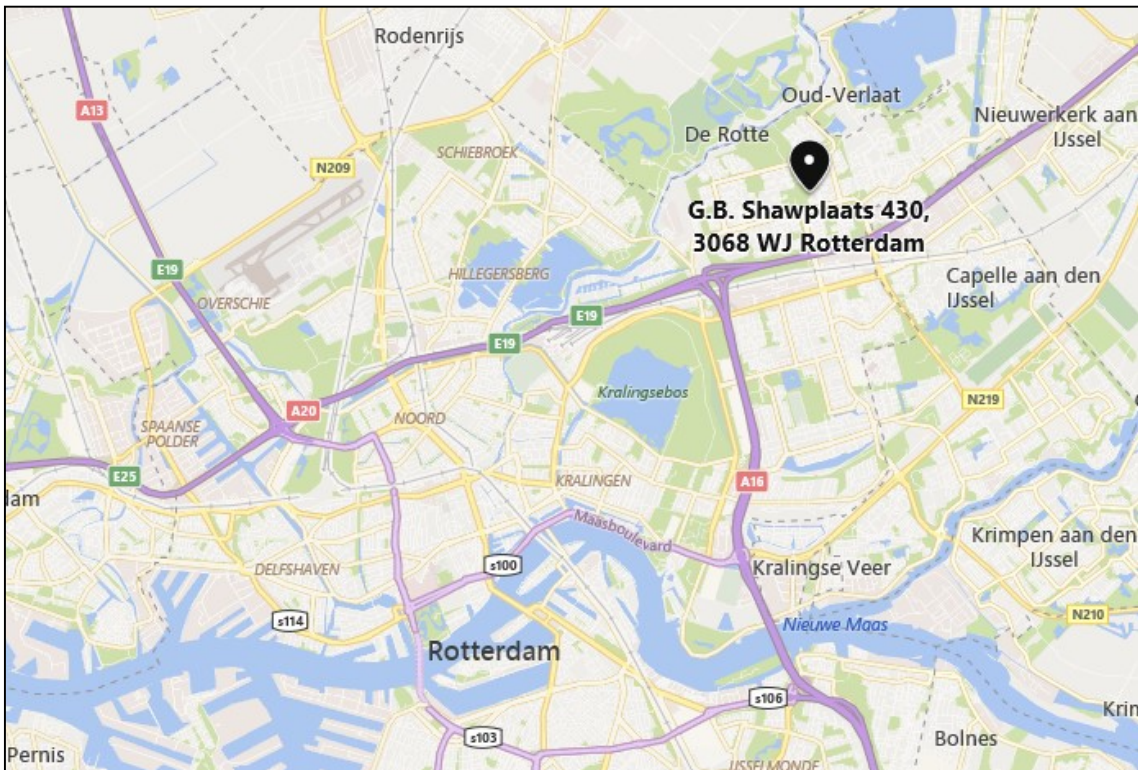 Rodenrijs
A13
Oud-Verlaat
Nieuwerkerk aan
IJssel
De Rotte
SCHIEBROEK
N209
G.B. Shawplaats 430,
3068 WJ Rotterdam
E19
HILLEGERSBERG
Capelle aan den
IJssel
OVERSCHIE
E19
E19
Kralingsebos
N219
A20
NOORD
SPAANSE
POLDER
E25
KRALINGEN
A16
dam
Maasboulevard
Krimpen aan den
IJssel
s100
Kralingse Veer
DELFSHAVEN
N210
s114
Nieuwe Maas
Rotterdam
s106
Krim
s103
Bolnes
Pernis
IJSSELMONDE